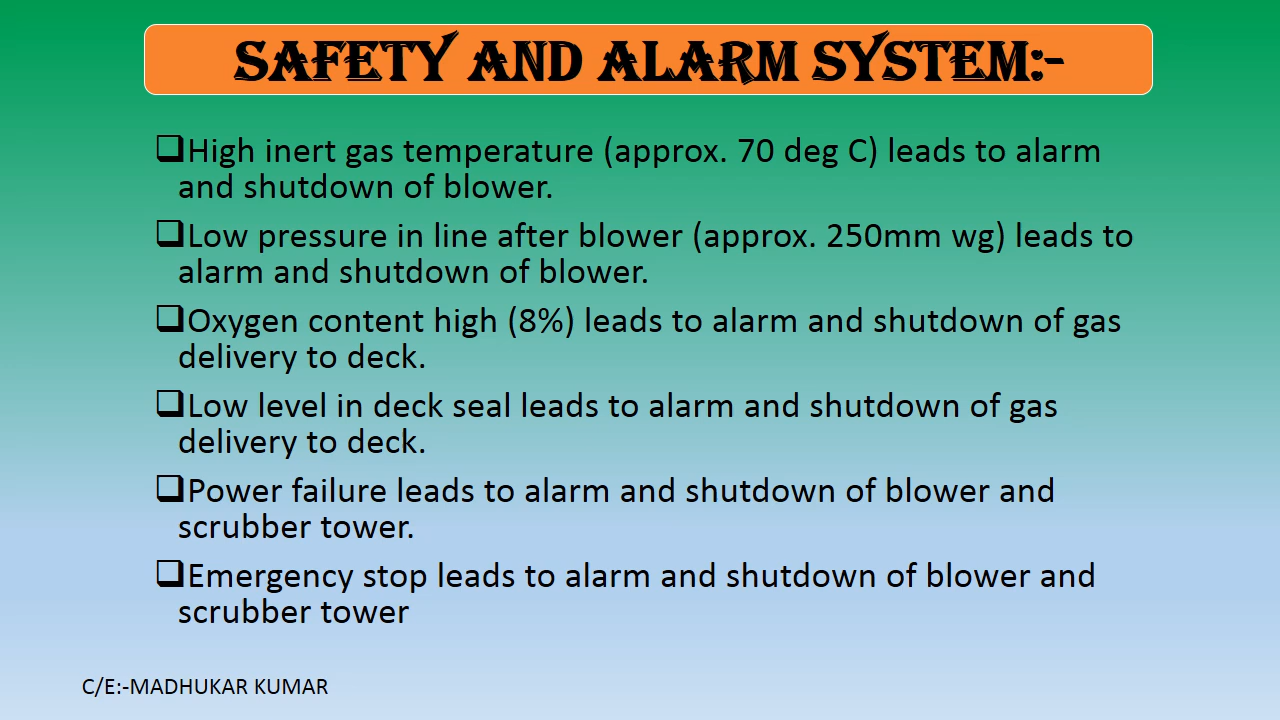 SAFETY AND ALARM SYSTEM:-
❑High inert gas temperature (approx. 70 deg C) leads to alarm
and shutdown of blower.
❑Low pressure in line after blower (approx. 250mm wg) leads to
alarm and shutdown of blower.
❑Oxygen content high (8%) leads to alarm and shutdown of gas
delivery to deck.
❑Low level in deck seal leads to alarm and shutdown of gas
delivery to deck.
❑Power failure leads to alarm and shutdown of blower and
scrubber tower.
❑Emergency stop leads to alarm and shutdown of blower and
scrubber tower
C/E:-MADHUKAR KUMAR